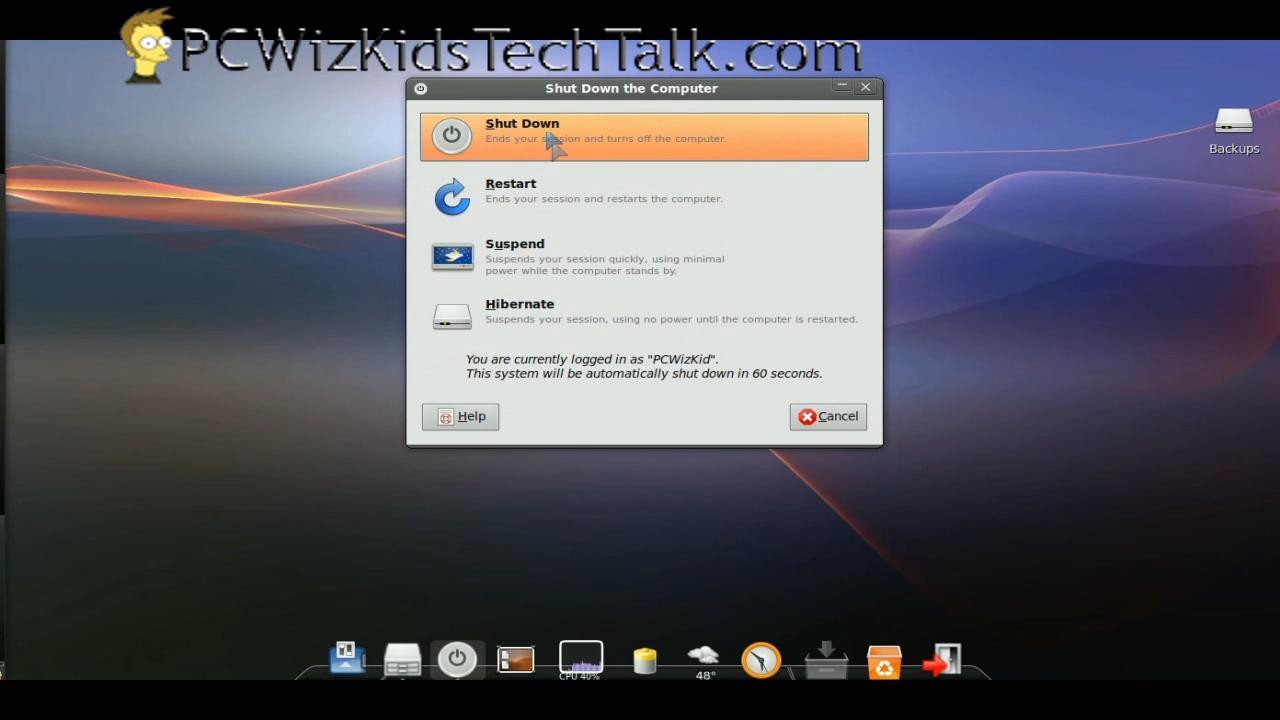 PCWizKidsTechTalk.com
Shut Down the Computer
Shut Down
Ends your session and turns off the computer.
Restart
Ends your session and restarts the computer.
Suspend
Suspends your session quickly, using minimal
power while the computer stands by.
Hibernate
Suspends your session, using no power until the computer is restarted.
You are currently logged in as "PCWizKid".
This system will be automatically shut down in 60 seconds.
Help
Cancel
Backups
CPU 40%
48°